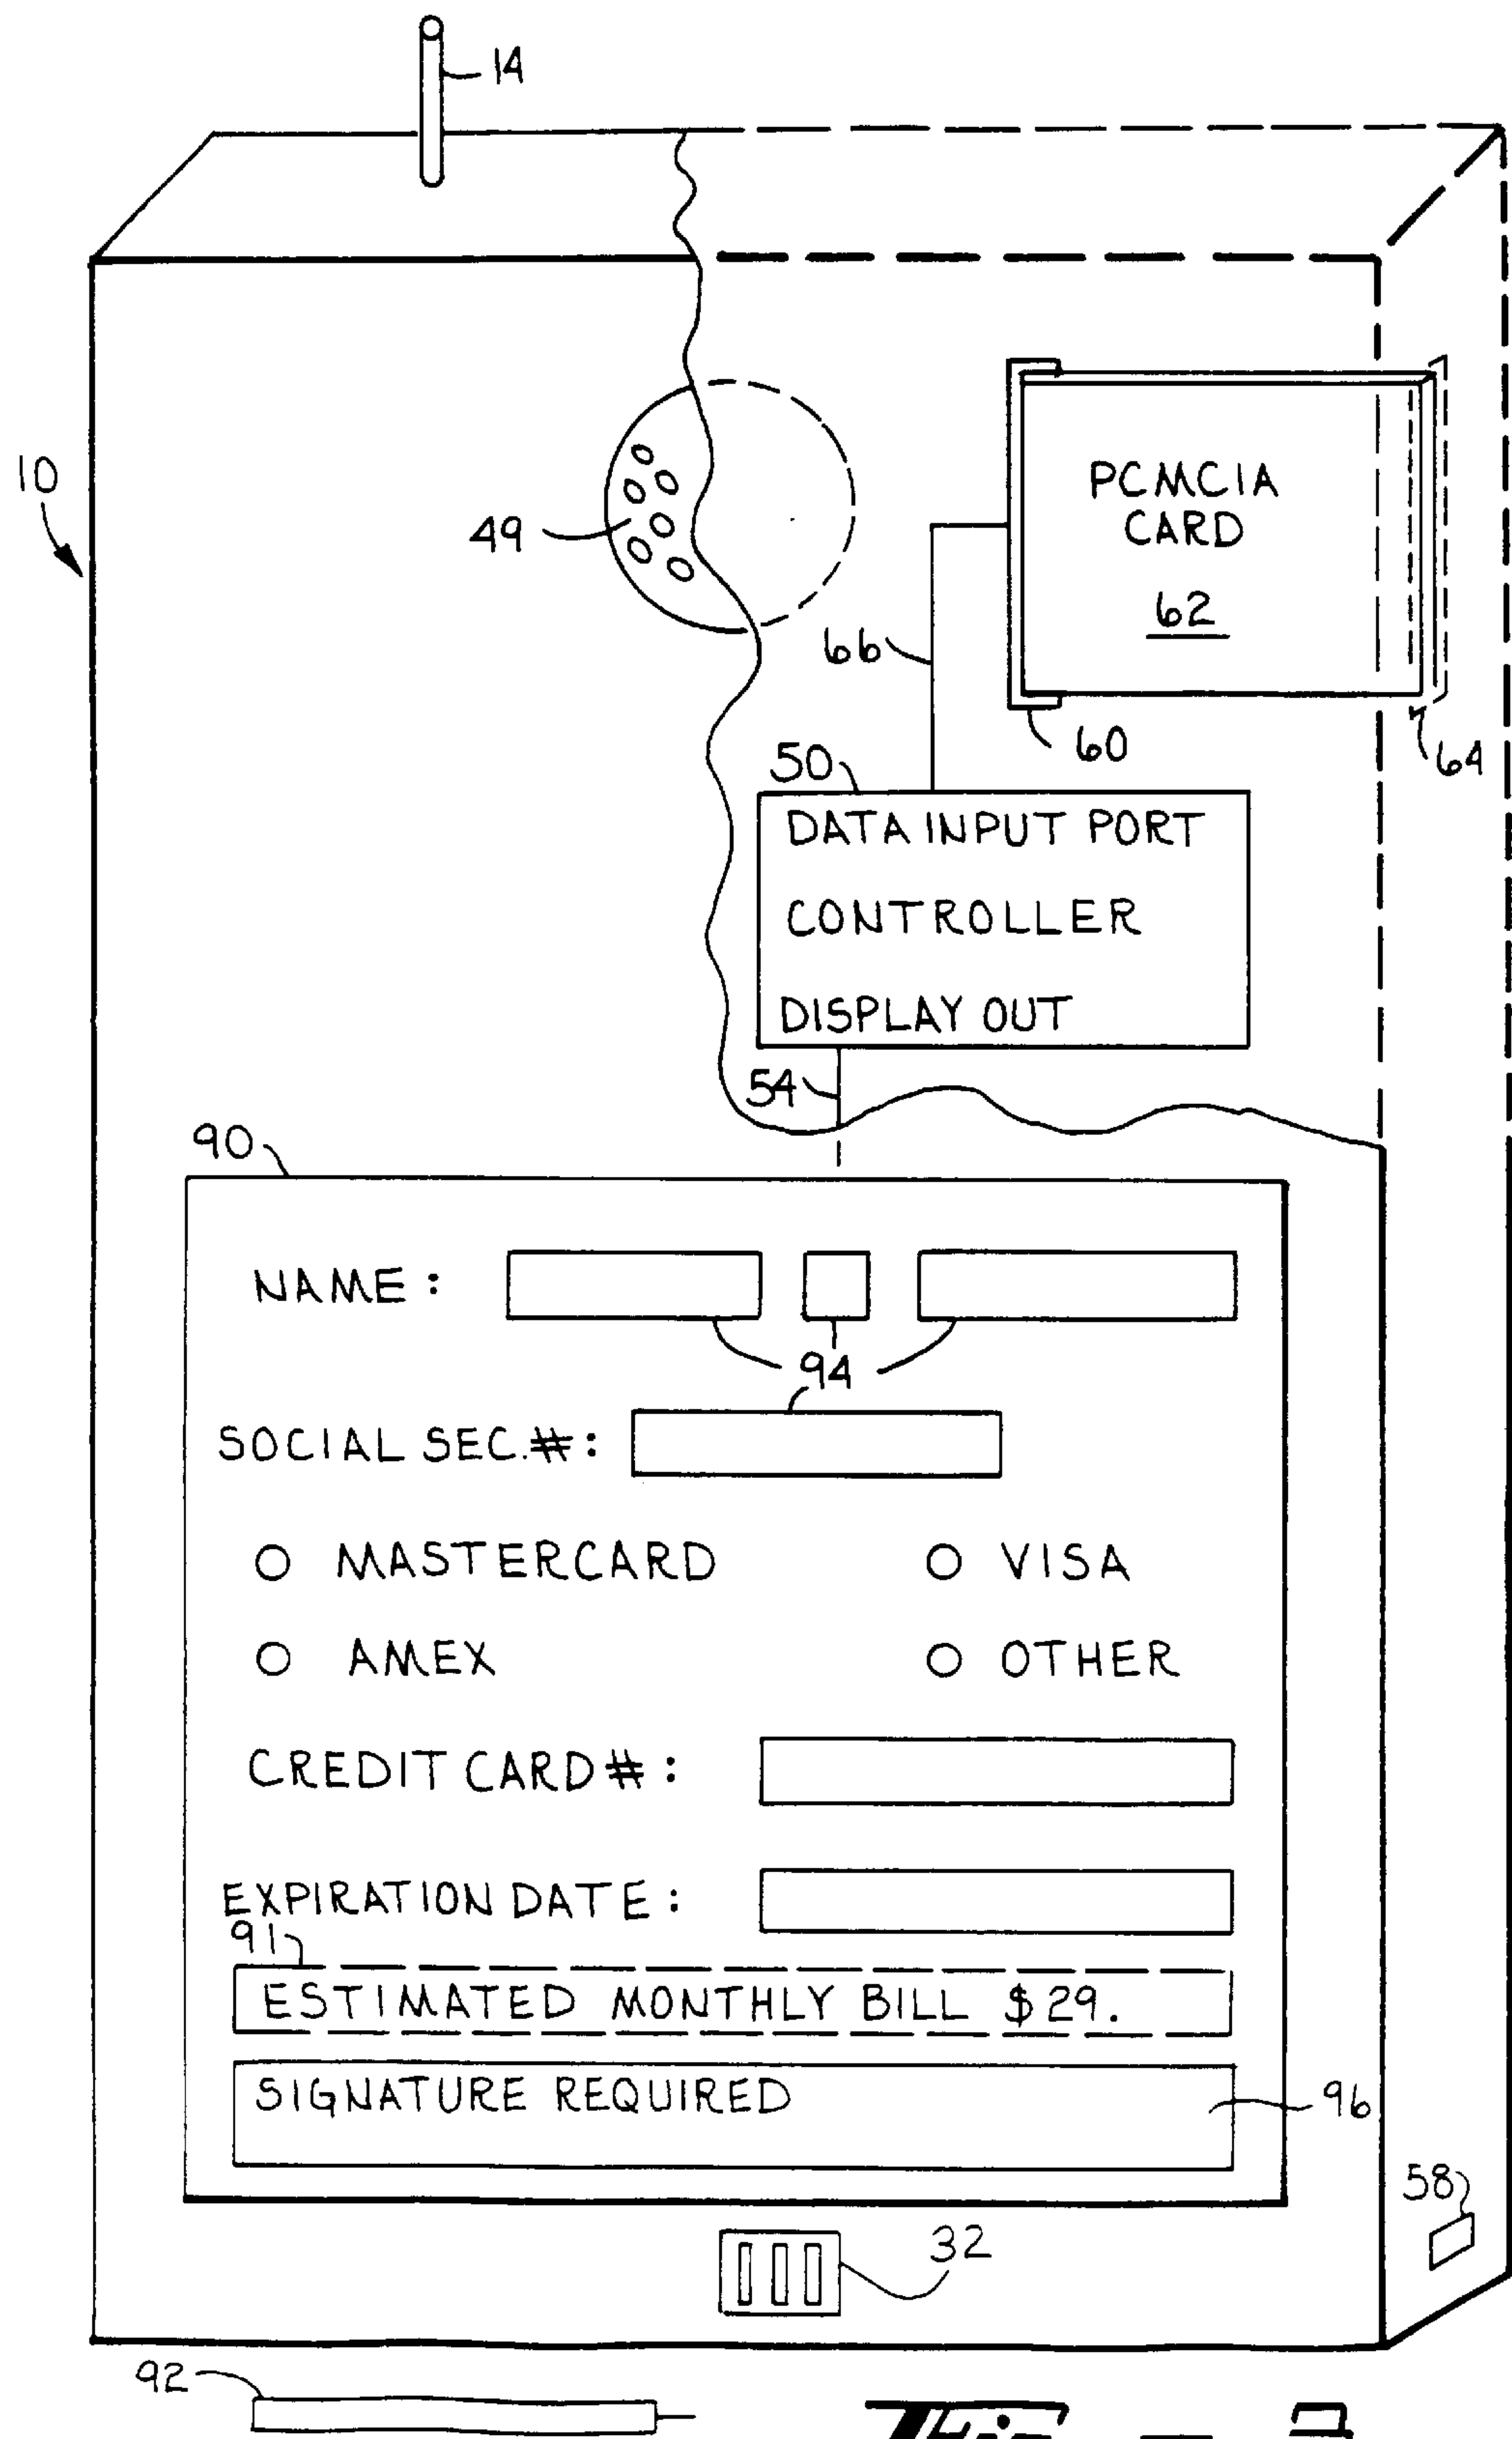 14
10
49
PCMCIA
CARD
62
66
60
64
50
DATA INPUT PORT
CONTROLLER
DISPLAY OUT
54
90
NAME :
94
SOCIAL SEC.# :
MASTERCARD
VISA
AMEX
OTHER
CREDIT CARD # :
EXPIRATION DATE :
91
ESTIMATED MONTHLY BILL $29.
SIGNATURE REQUIRED
96
58
32
92